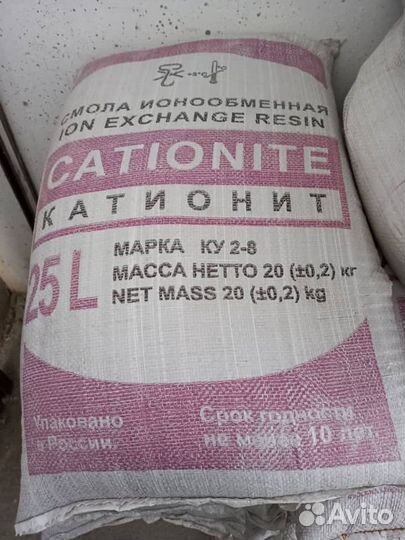 СМОЛА ИОНООБМЕННАЯ
ION EXCHANGE RESIN
CATIONITE
КАТИОНИТ
25L
МАРКА КУ 2-8
МАССА НЕТТО 20 (±0,2) кг
NET MASS 20 (±0,2) kg
Упаковано
в России.
Срок годности
не менее 10 лет.
Avito